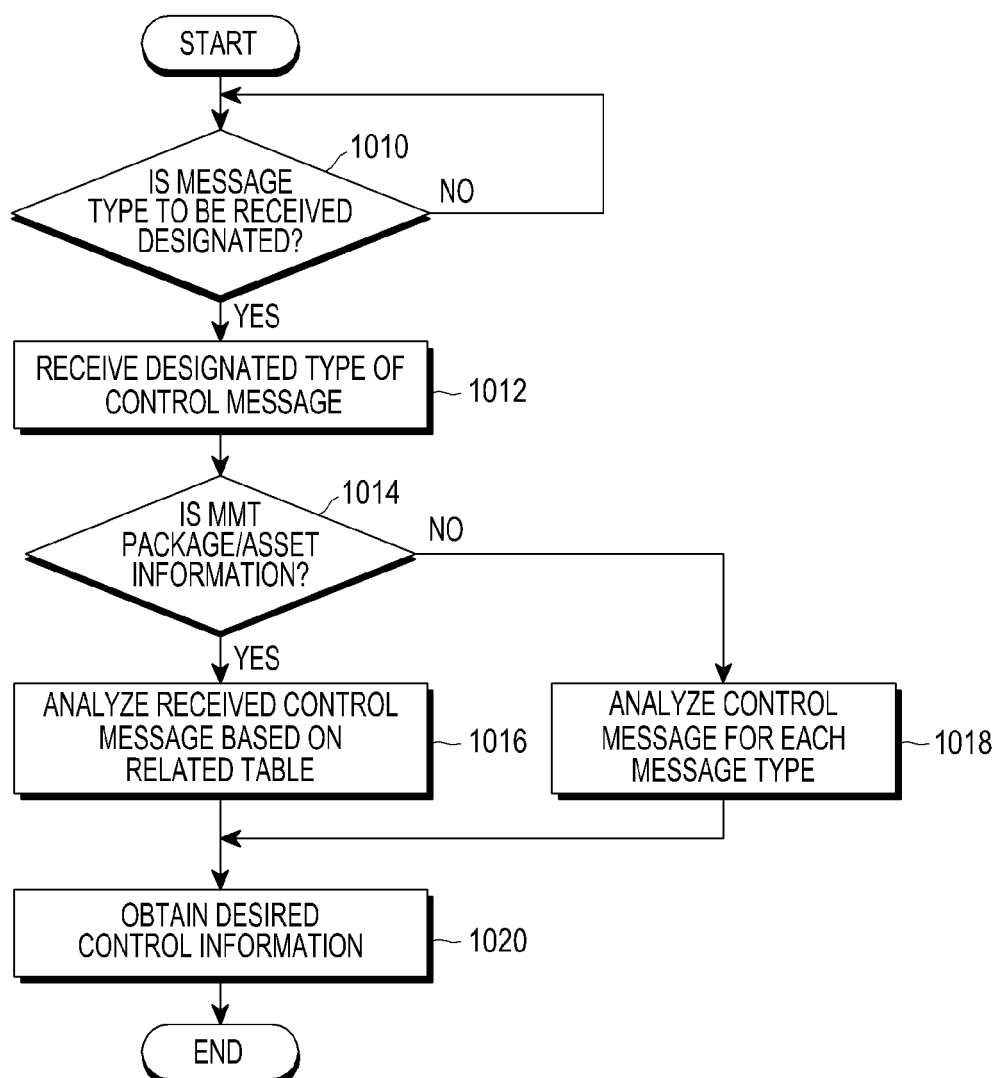 START
1010
IS MESSAGE
TYPE TO BE RECEIVED
DESIGNATED?
NO
YES
RECEIVE DESIGNATED TYPE OF
CONTROL MESSAGE
1012
1014
IS MMT
PACKAGE/ASSET
INFORMATION?
NO
YES
ANALYZE RECEIVED CONTROL
MESSAGE BASED ON
RELATED TABLE
1016
ANALYZE CONTROL
MESSAGE FOR EACH
MESSAGE TYPE
1018
OBTAIN DESIRED
CONTROL INFORMATION
1020
END